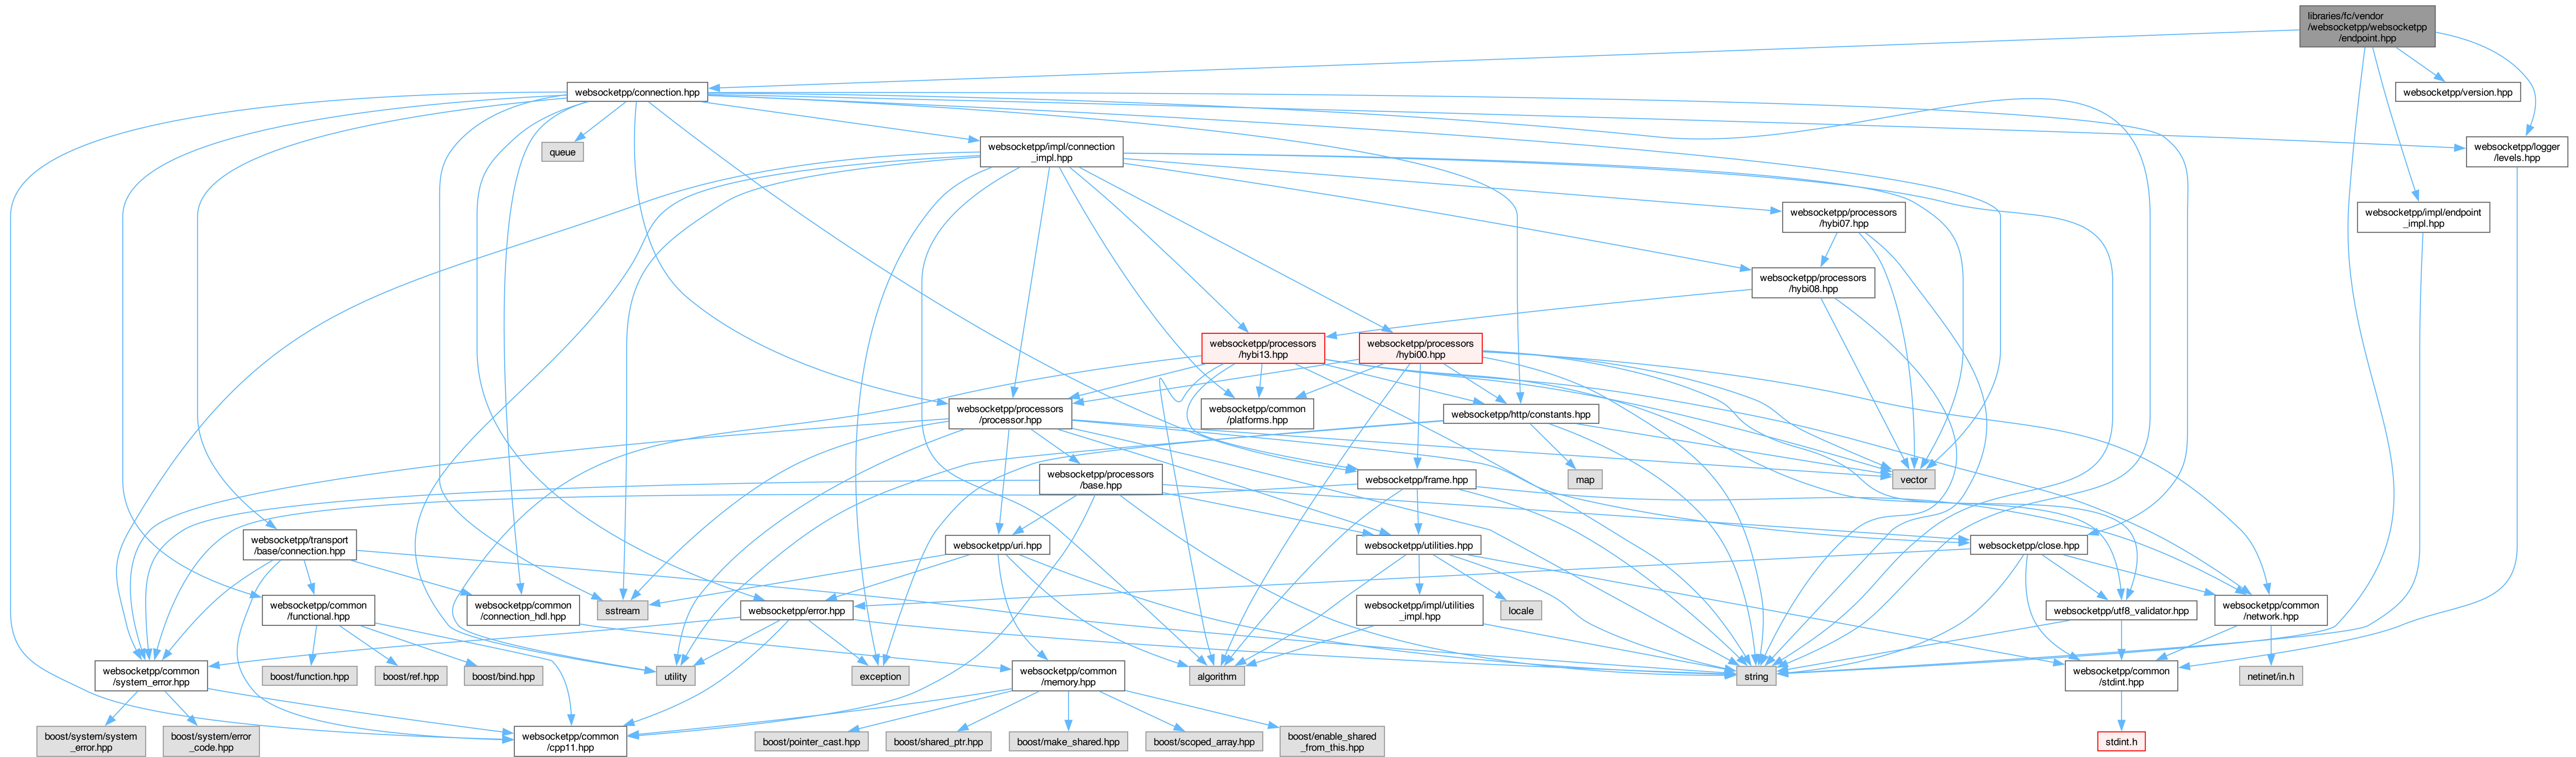 libraries/fc/vendor
/websocketpp/websocketpp
/endpoint.hpp
websocketpp/connection.hpp
websocketpp/version.hpp
queue
websocketpp/impl/connection
_impl.hpp
websocketpp/logger
/levels.hpp
websocketpp/processors
/hybi07.hpp
websocketpp/impl/endpoint
_impl.hpp
websocketpp/processors
/hybi08.hpp
websocketpp/processors
/hybi13.hpp
websocketpp/processors
/hybi00.hpp
websocketpp/processors
/processor.hpp
websocketpp/common
/platforms.hpp
websocketpp/http/constants.hpp
websocketpp/processors
/base.hpp
websocketpp/frame.hpp
map
vector
websocketpp/transport
/base/connection.hpp
websocketpp/uri.hpp
websocketpp/utilities.hpp
websocketpp/close.hpp
websocketpp/common
/functional.hpp
websocketpp/common
/connection_hdl.hpp
sstream
websocketpp/error.hpp
websocketpp/impl/utilities
_impl.hpp
locale
websocketpp/utf8_validator.hpp
websocketpp/common
/network.hpp
websocketpp/common
/system_error.hpp
boost/function.hpp
boost/ref.hpp
boost/bind.hpp
utility
exception
websocketpp/common
/memory.hpp
algorithm
string
websocketpp/common
/stdint.hpp
netinet/in.h
boost/system/system
_error.hpp
boost/system/error
_code.hpp
websocketpp/common
/cpp11.hpp
boost/pointer_cast.hpp
boost/shared_ptr.hpp
boost/make_shared.hpp
boost/scoped_array.hpp
boost/enable_shared
_from_this.hpp
stdint.h